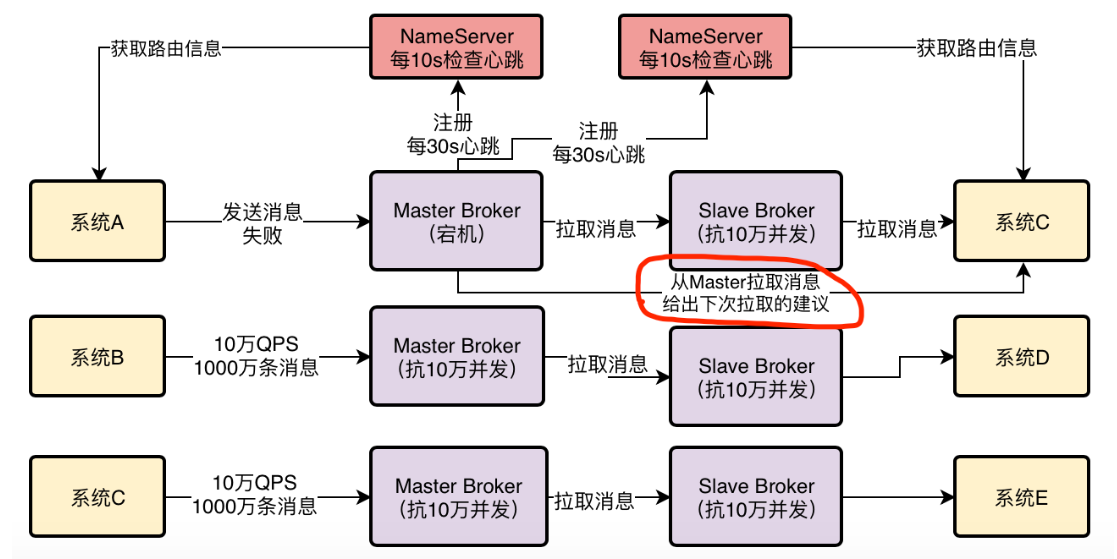 NameServer
每10s检查心跳
NameServer
每10s检查心跳
获取路由信息
获取路由信息
注册
每30s心跳
注册
每30s心跳
系统A
发送消息
失败
Master Broker
（宕机）
拉取消息
Slave Broker
（抗10万并发）
拉取消息
系统C
从Master拉取消息
给出下次拉取的建议
系统B
10万QPS
1000万条消息
Master Broker
（抗10万并发）
拉取消息
Slave Broker
（抗10万并发）
系统D
系统C
10万QPS
1000万条消息
Master Broker
（抗10万并发）
拉取消息
Slave Broker
（抗10万并发）
系统E